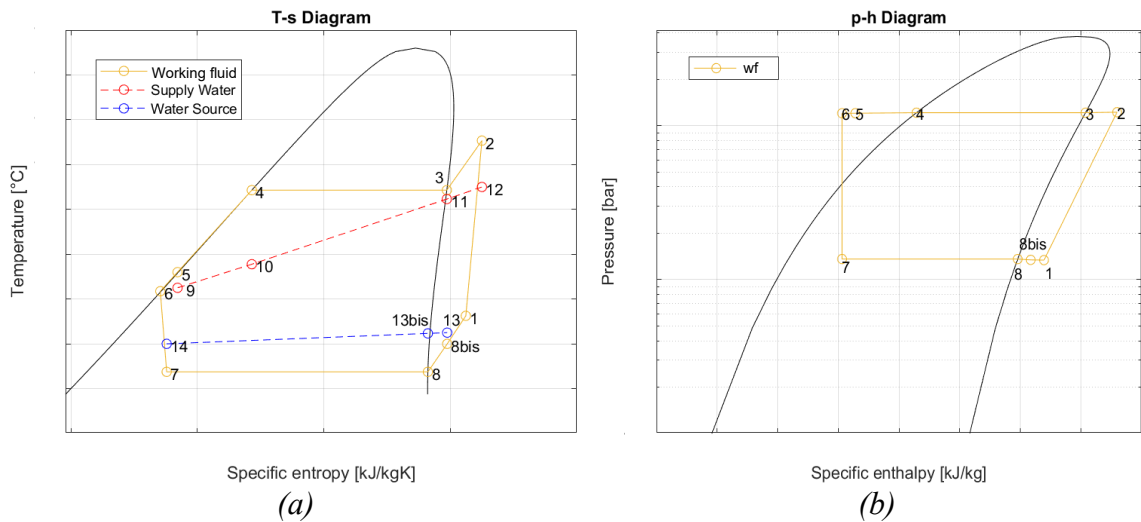 T-s Diagram
Working fluid
Supply Water
Water Source
2
3
12
4
11
10
5
6
9
13bis
13
1
14
8bis
7
8
Temperature [°C]
Specific entropy [kJ/kgK]
(a)
p-h Diagram
wf
6
5
4
3
2
8bis
7
8
1
Pressure [bar]
Specific enthalpy [kJ/kg]
(b)